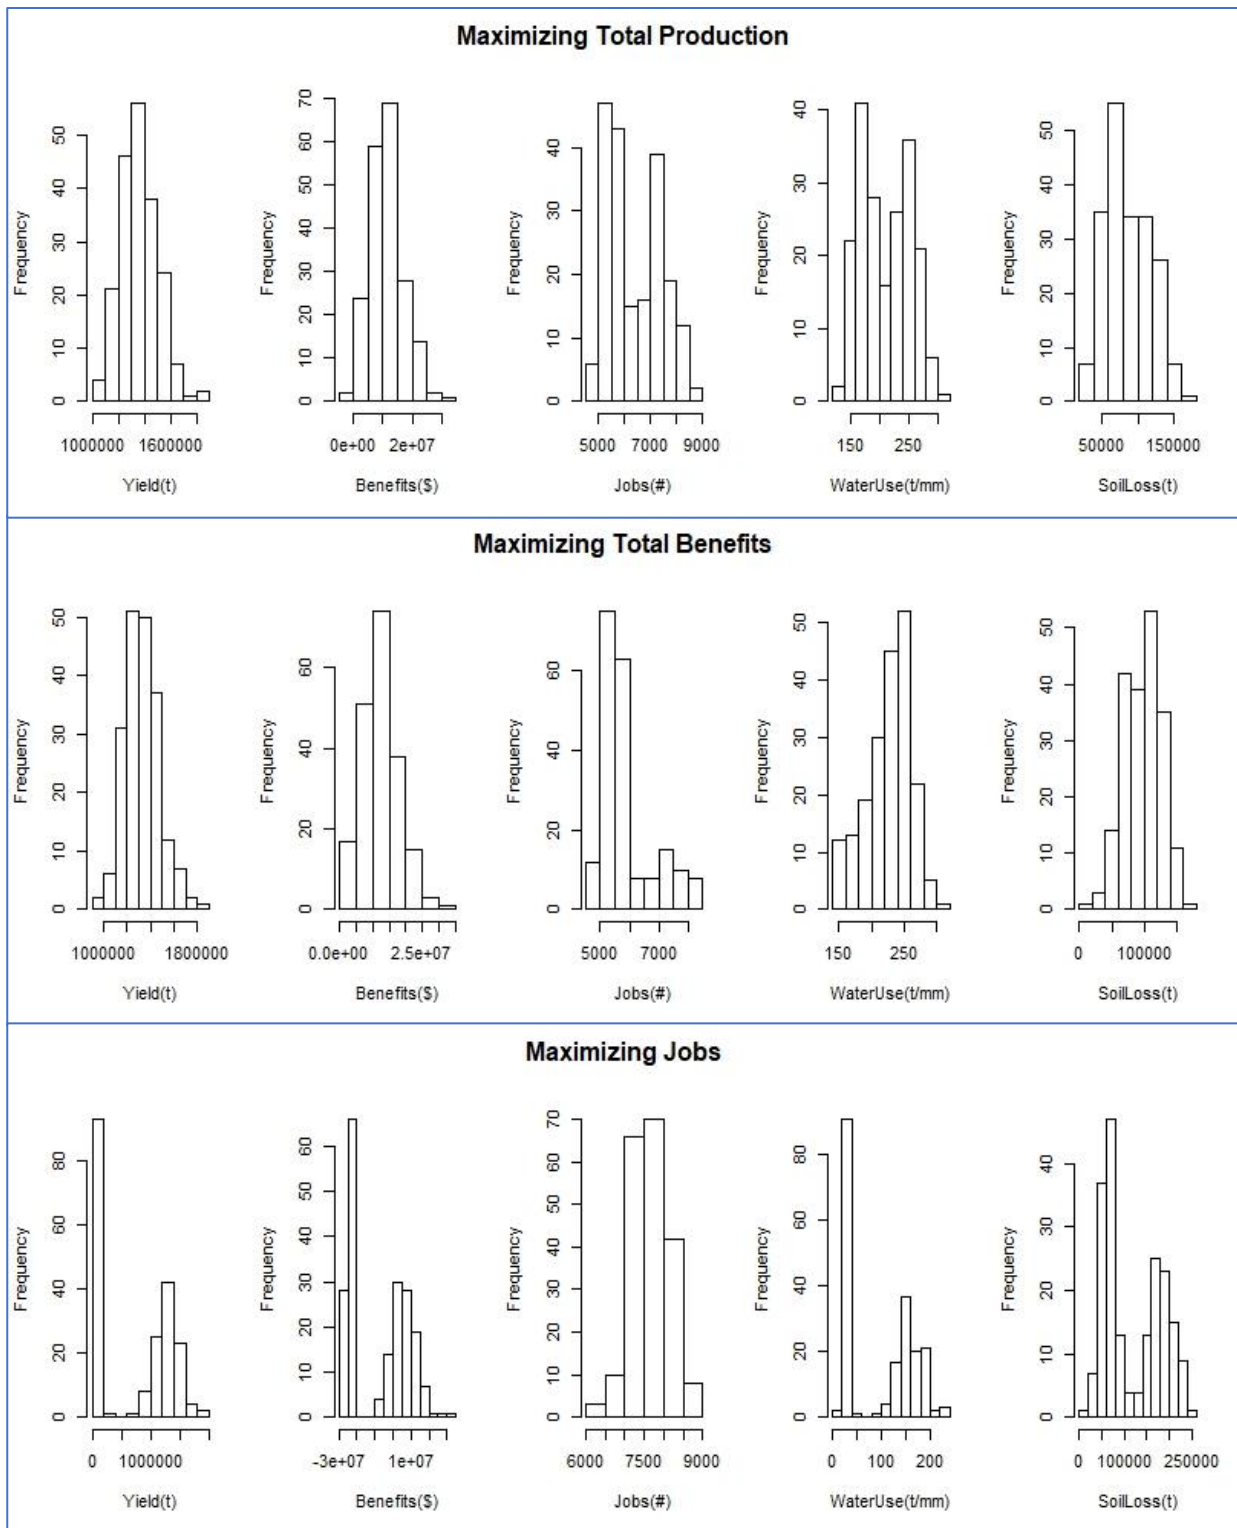 Maximizing Total Production
Frequency
0 10 20 30 40 50
1000000 1600000
Yield(t)
Frequency
0 10 20 30 40 50 60 70
0e+00 2e+07
Benefits($)
Frequency
0 10 20 30 40
5000 7000 9000
Jobs(#)
Frequency
0 10 20 30 40
150 250
WaterUse(t/mm)
Frequency
0 10 20 30 40 50
50000 150000
SoilLoss(t)
Maximizing Total Benefits
Frequency
0 10 20 30 40 50
1000000 1800000
Yield(t)
Frequency
0 20 40 60
0.0e+00 2.5e+07
Benefits($)
Frequency
0 20 40 60
5000 7000
Jobs(#)
Frequency
0 10 20 30 40 50
150 250
WaterUse(t/mm)
Frequency
0 10 20 30 40 50
0 100000
SoilLoss(t)
Maximizing Jobs
Frequency
0 20 40 60 80
0 1000000
Yield(t)
Frequency
0 10 20 30 40 50 60
-3e+07 1e+07
Benefits($)
Frequency
0 10 20 30 40 50 60 70
6000 7500 9000
Jobs(#)
Frequency
0 20 40 60 80
0 100 200
WaterUse(t/mm)
Frequency
0 10 20 30 40
0 100000 250000
SoilLoss(t)